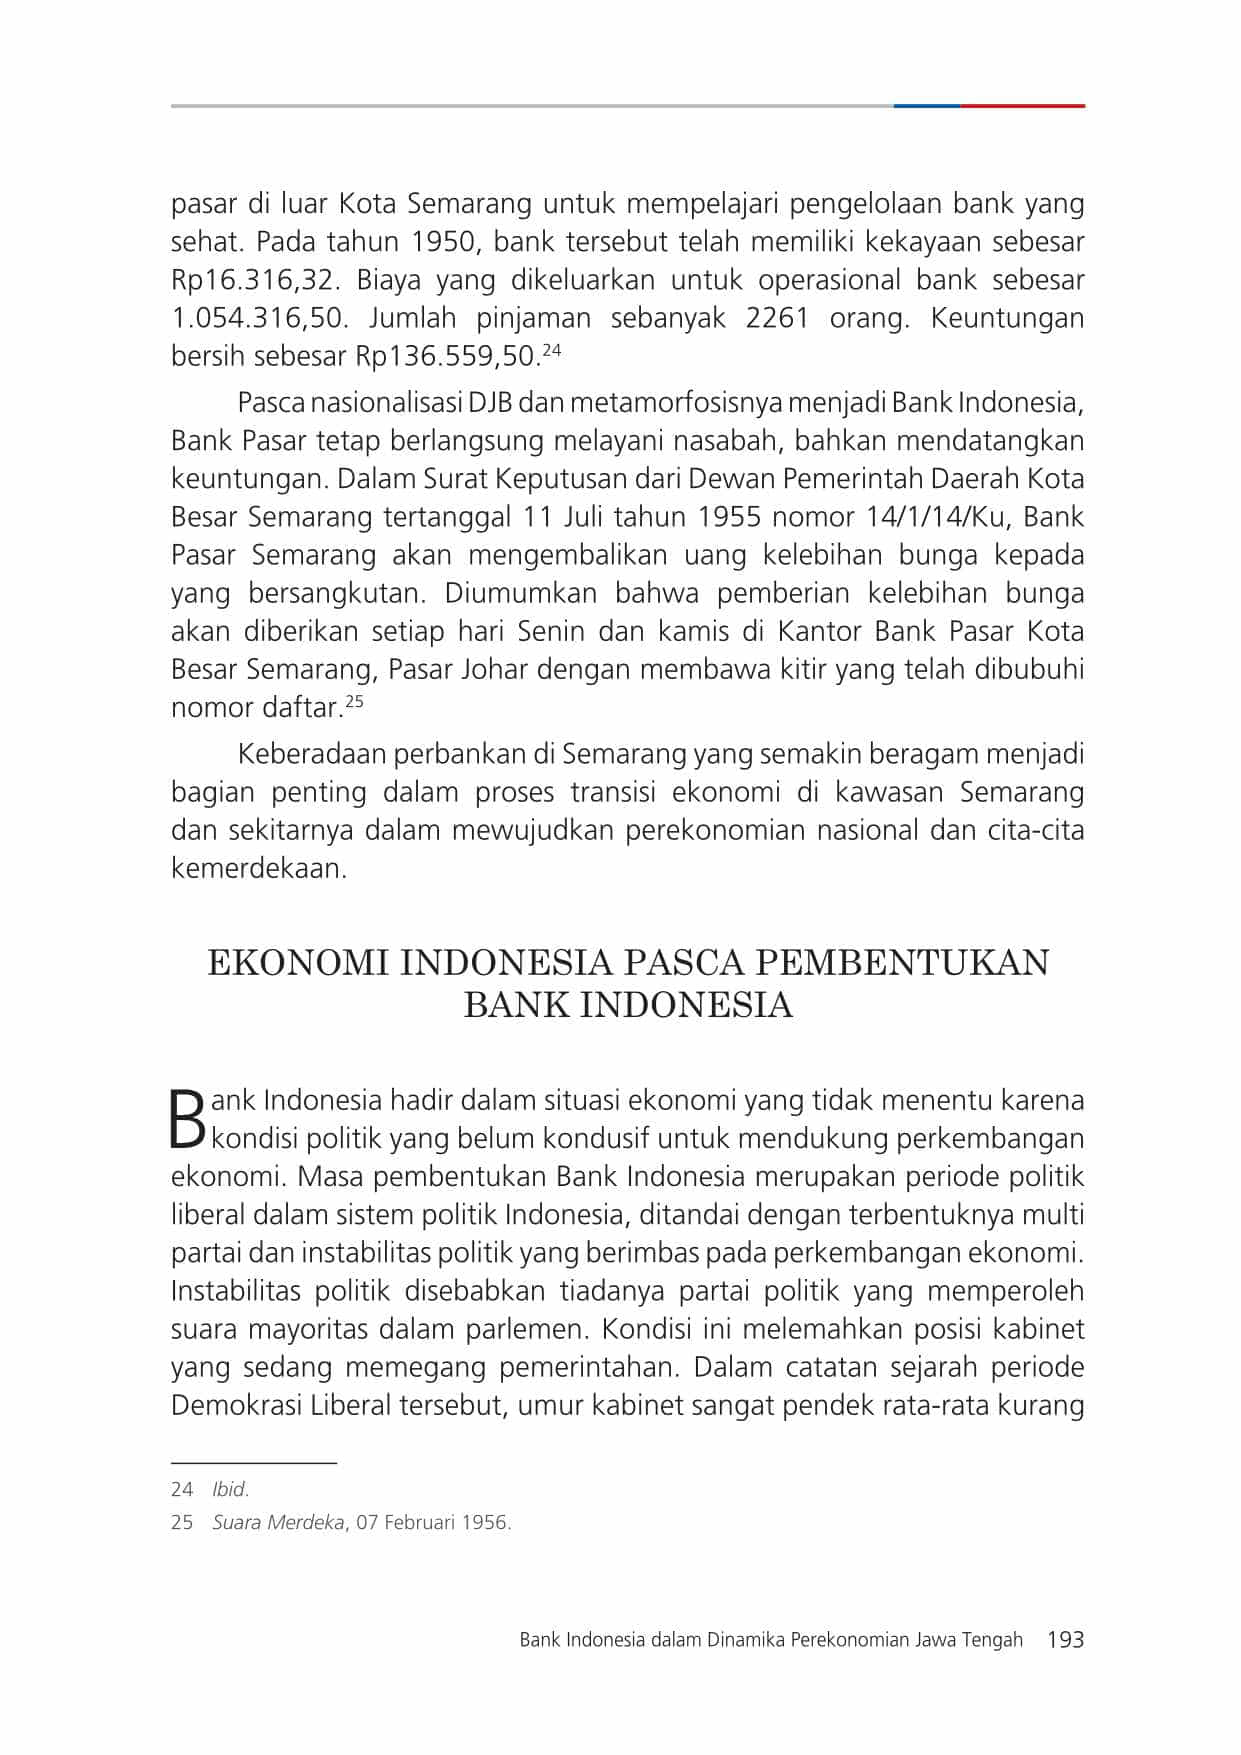 pasar di luar Kota Semarang untuk mempelajari pengelolaan bank yang
sehat. Pada tahun 1950, bank tersebut telah memiliki kekayaan sebesar
Rp16.316,32. Biaya yang dikeluarkan untuk operasional bank sebesar
1.054.316,50. Jumlah pinjaman sebanyak 2261 orang. Keuntungan
bersih sebesar Rp136.559,50.24
Pasca nasionalisasi DJB dan metamorfosisnya menjadi Bank Indonesia,
Bank Pasar tetap berlangsung melayani nasabah, bahkan mendatangkan
keuntungan. Dalam Surat Keputusan dari Dewan Pemerintah Daerah Kota
Besar Semarang tertanggal 11 Juli tahun 1955 nomor 14/1/14/Ku, Bank
Pasar Semarang akan mengembalikan uang kelebihan bunga kepada
yang bersangkutan. Diumumkan bahwa pemberian kelebihan bunga
akan diberikan setiap hari Senin dan kamis di Kantor Bank Pasar Kota
Besar Semarang, Pasar Johar dengan membawa kitir yang telah dibubuhi
nomor daftar.25
Keberadaan perbankan di Semarang yang semakin beragam menjadi
bagian penting dalam proses transisi ekonomi di kawasan Semarang
dan sekitarnya dalam mewujudkan perekonomian nasional dan cita-cita
kemerdekaan.
EKONOMI INDONESIA PASCA PEMBENTUKAN
BANK INDONESIA
Bank Indonesia hadir dalam situasi ekonomi yang tidak menentu karena
kondisi politik yang belum kondusif untuk mendukung perkembangan
ekonomi. Masa pembentukan Bank Indonesia merupakan periode politik
liberal dalam sistem politik Indonesia, ditandai dengan terbentuknya multi
partai dan instabilitas politik yang berimbas pada perkembangan ekonomi.
Instabilitas politik disebabkan tiadanya partai politik yang memperoleh
suara mayoritas dalam parlemen. Kondisi ini melemahkan posisi kabinet
yang sedang memegang pemerintahan. Dalam catatan sejarah periode
Demokrasi Liberal tersebut, umur kabinet sangat pendek rata-rata kurang
24 Ibid.
25 Suara Merdeka, 07 Februari 1956.
Bank Indonesia dalam Dinamika Perekonomian Jawa Tengah 193